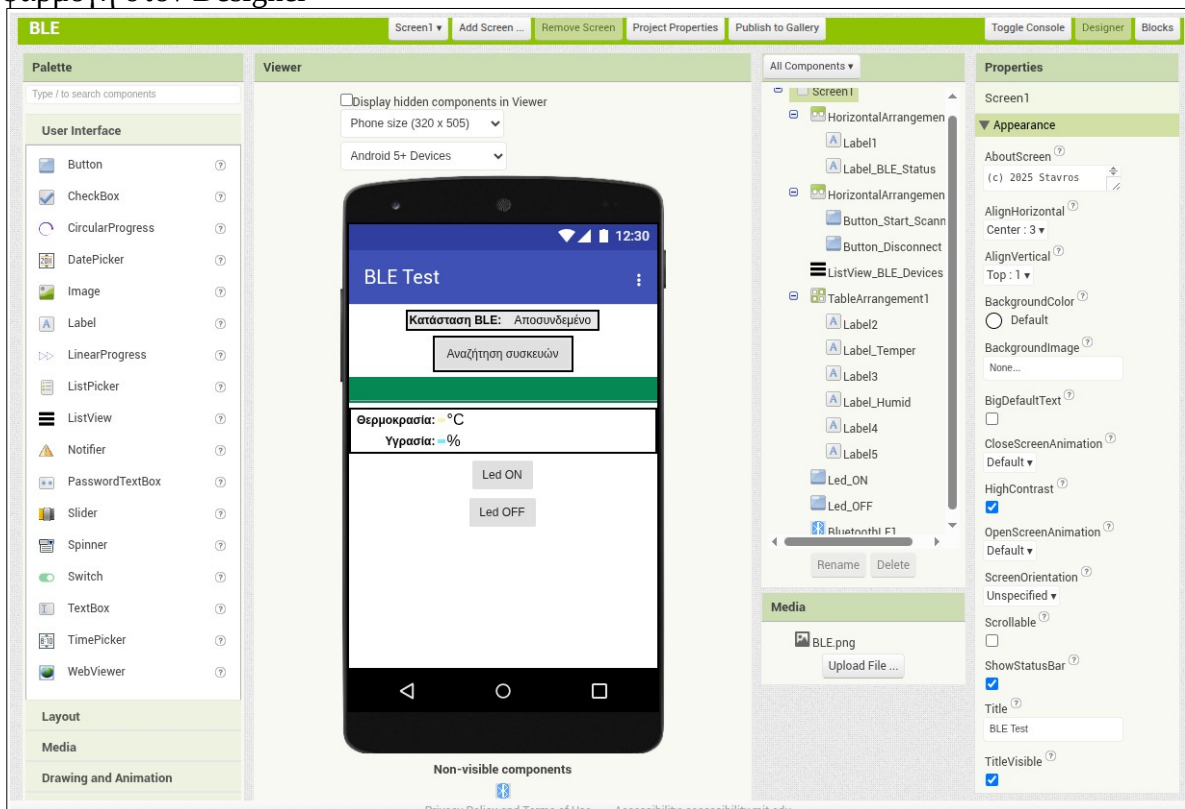 BLE
Screen1 ▾
Add Screen ...
Remove Screen
Project Properties
Publish to Gallery
Toggle Console
Designer
Blocks
Palette
Type / to search components
User Interface
Button
CheckBox
CircularProgress
DatePicker
Image
Label
LinearProgress
ListPicker
ListView
Notifier
PasswordTextBox
Slider
Spinner
Switch
TextBox
TimePicker
WebViewer
Layout
Media
Drawing and Animation
Viewer
Display hidden components in Viewer
Phone size (320 x 505)
Android 5+ Devices
12:30
BLE Test
Κατάσταση BLE: Αποσυνδεμένο
Αναζήτηση συσκευών
Θερμοκρασία: --°C
Υγρασία: --%
Led ON
Led OFF
Non-visible components
All Components ▾
Screen1
HorizontalArrangemen
Label1
Label_BLE_Status
HorizontalArrangemen
Button_Start_Scann
Button_Disconnect
ListView_BLE_Devices
TableArrangement1
Label2
Label_Temper
Label3
Label_Humid
Label4
Label5
Led_ON
Led_OFF
BluetoothLE1
Rename
Delete
Media
BLE.png
Upload File ...
Properties
Screen1
Appearance
AboutScreen
(c) 2025 Stavros
AlignHorizontal
Center : 3 ▾
AlignVertical
Top : 1 ▾
BackgroundColor
Default
BackgroundImage
None...
BigDefaultText
CloseScreenAnimation
Default ▾
HighContrast
OpenScreenAnimation
Default ▾
ScreenOrientation
Unspecified ▾
Scrollable
ShowStatusBar
Title
BLE Test
TitleVisible